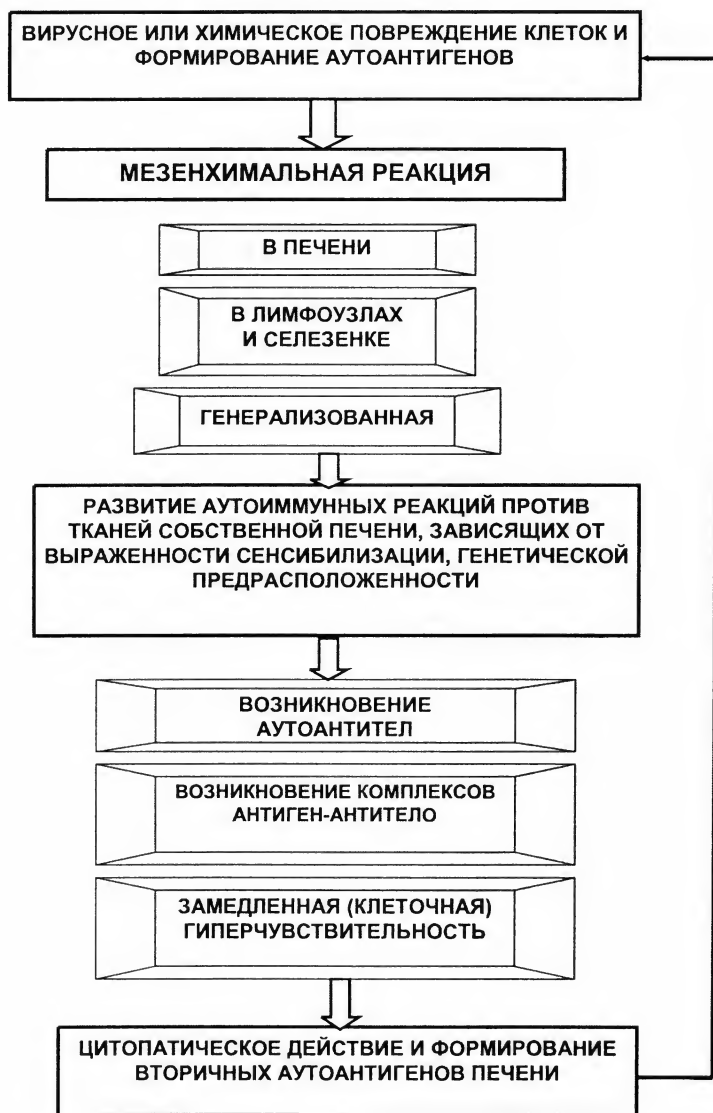 ВИРУСНОЕ ИЛИ ХИМИЧЕСКОЕ ПОВРЕЖДЕНИЕ КЛЕТОК И
ФОРМИРОВАНИЕ АУТОАНТИГЕНОВ
МЕЗЕНХИМАЛЬНАЯ РЕАКЦИЯ
В ПЕЧЕНИ
В ЛИМФОУЗЛАХ
И СЕЛЕЗЕНКЕ
ГЕНЕРАЛИЗОВАННАЯ
РАЗВИТИЕ АУТОИММУННЫХ РЕАКЦИЙ ПРОТИВ
ТКАНЕЙ СОБСТВЕННОЙ ПЕЧЕНИ, ЗАВИСЯЩИХ ОТ
ВЫРАЖЕННОСТИ СЕНСИБИЛИЗАЦИИ, ГЕНЕТИЧЕСКОЙ
ПРЕДРАСПОЛОЖЕННОСТИ
ВОЗНИКНОВЕНИЕ
АУТОАНТИТЕЛ
ВОЗНИКНОВЕНИЕ КОМПЛЕКСОВ
АНТИГЕН-АНТИТЕЛО
ЗАМЕДЛЕННАЯ (КЛЕТОЧНАЯ)
ГИПЕРЧУВСТВИТЕЛЬНОСТЬ
ЦИТОПАТИЧЕСКОЕ ДЕЙСТВИЕ И ФОРМИРОВАНИЕ
ВТОРИЧНЫХ АУТОАНТИГЕНОВ ПЕЧЕНИ